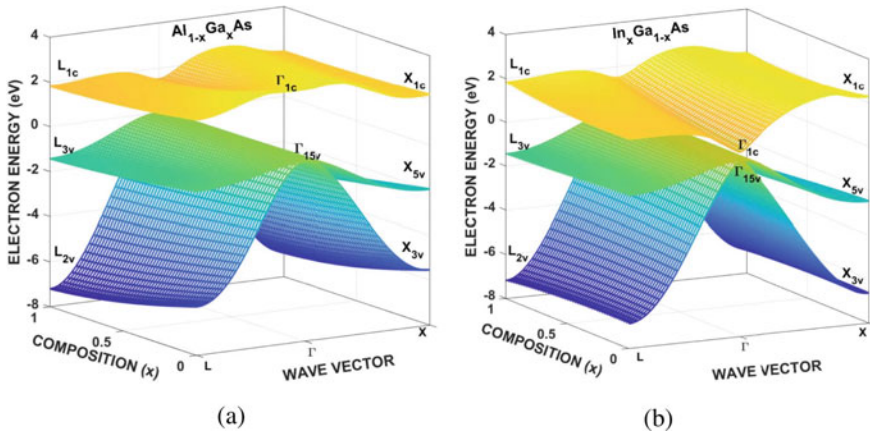 Al1-xGaxAs
L1c
Γ1c
X1c
L3v
Γ15v
X5v
L2v
X3v
ELECTRON ENERGY (eV)
4
2
0
-2
-4
-6
-8
1
0.5
0
COMPOSITION (x)
L
Γ
X
WAVE VECTOR
(a)
InxGa1-xAs
L1c
Γ1c
X1c
L3v
Γ15v
X5v
L2v
X3v
ELECTRON ENERGY (eV)
4
2
0
-2
-4
-6
-8
1
0.5
0
COMPOSITION (x)
L
Γ
X
WAVE VECTOR
(b)